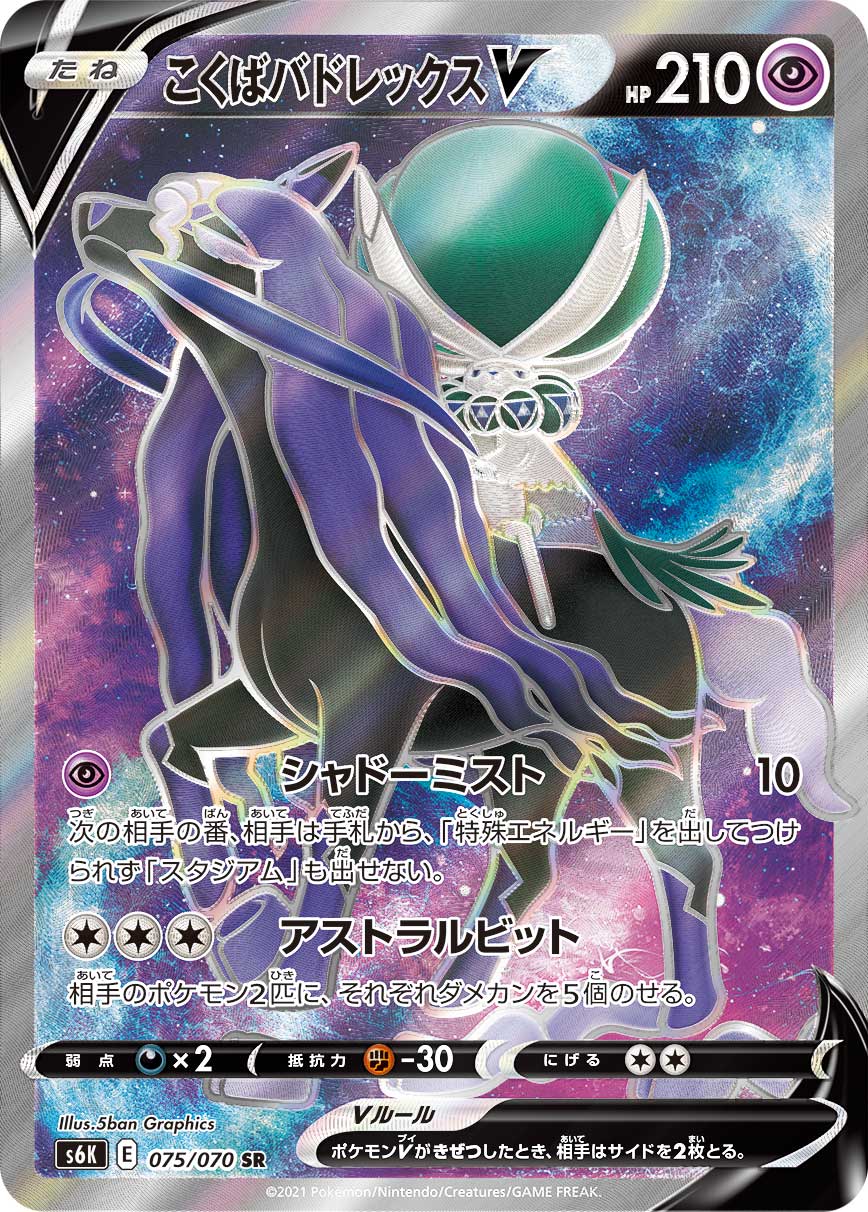 たね こくばバドレックスV HP 210
シャドーミスト 10
次の相手の番、相手は手札から、「特殊エネルギー」を出してつけ
られず「スタジアム」も出せない。
アストラルビット
相手のポケモン2匹に、それぞれダメカンを5個のせる。
弱点 ×2 抵抗力 -30 にげる
Illus.5ban Graphics
Vルール
ポケモンVがきぜつしたとき、相手はサイドを2枚とる。
s6K E 075/070 SR
©2021 Pokémon/Nintendo/Creatures/GAME FREAK.